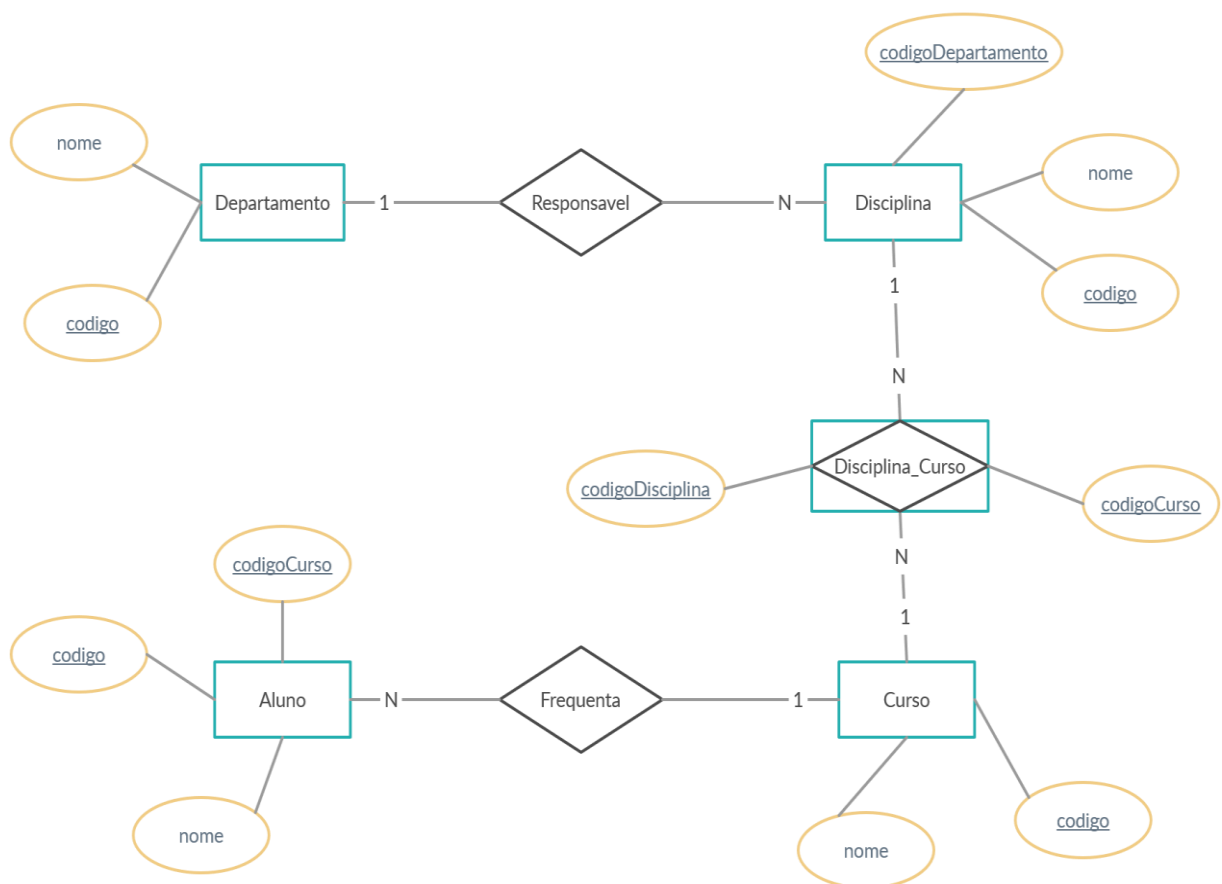 codigoDepartamento
nome
nome
Departamento
1
Responsavel
N
Disciplina
codigo
codigo
1
N
Disciplina_Curso
codigoDisciplina
codigoCurso
N
codigoCurso
1
codigo
Aluno
N
Frequenta
1
Curso
codigo
nome
nome